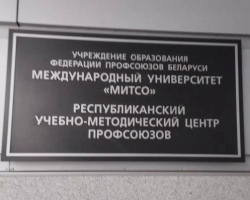 УЧРЕЖДЕНИЕ ОБРАЗОВАНИЯ
ФЕДЕРАЦИИ ПРОФСОЮЗОВ БЕЛАРУСИ
МЕЖДУНАРОДНЫЙ УНИВЕРСИТЕТ
«МИТСО»
РЕСПУБЛИКАНСКИЙ
УЧЕБНО-МЕТОДИЧЕСКИЙ ЦЕНТР
ПРОФСОЮЗОВ